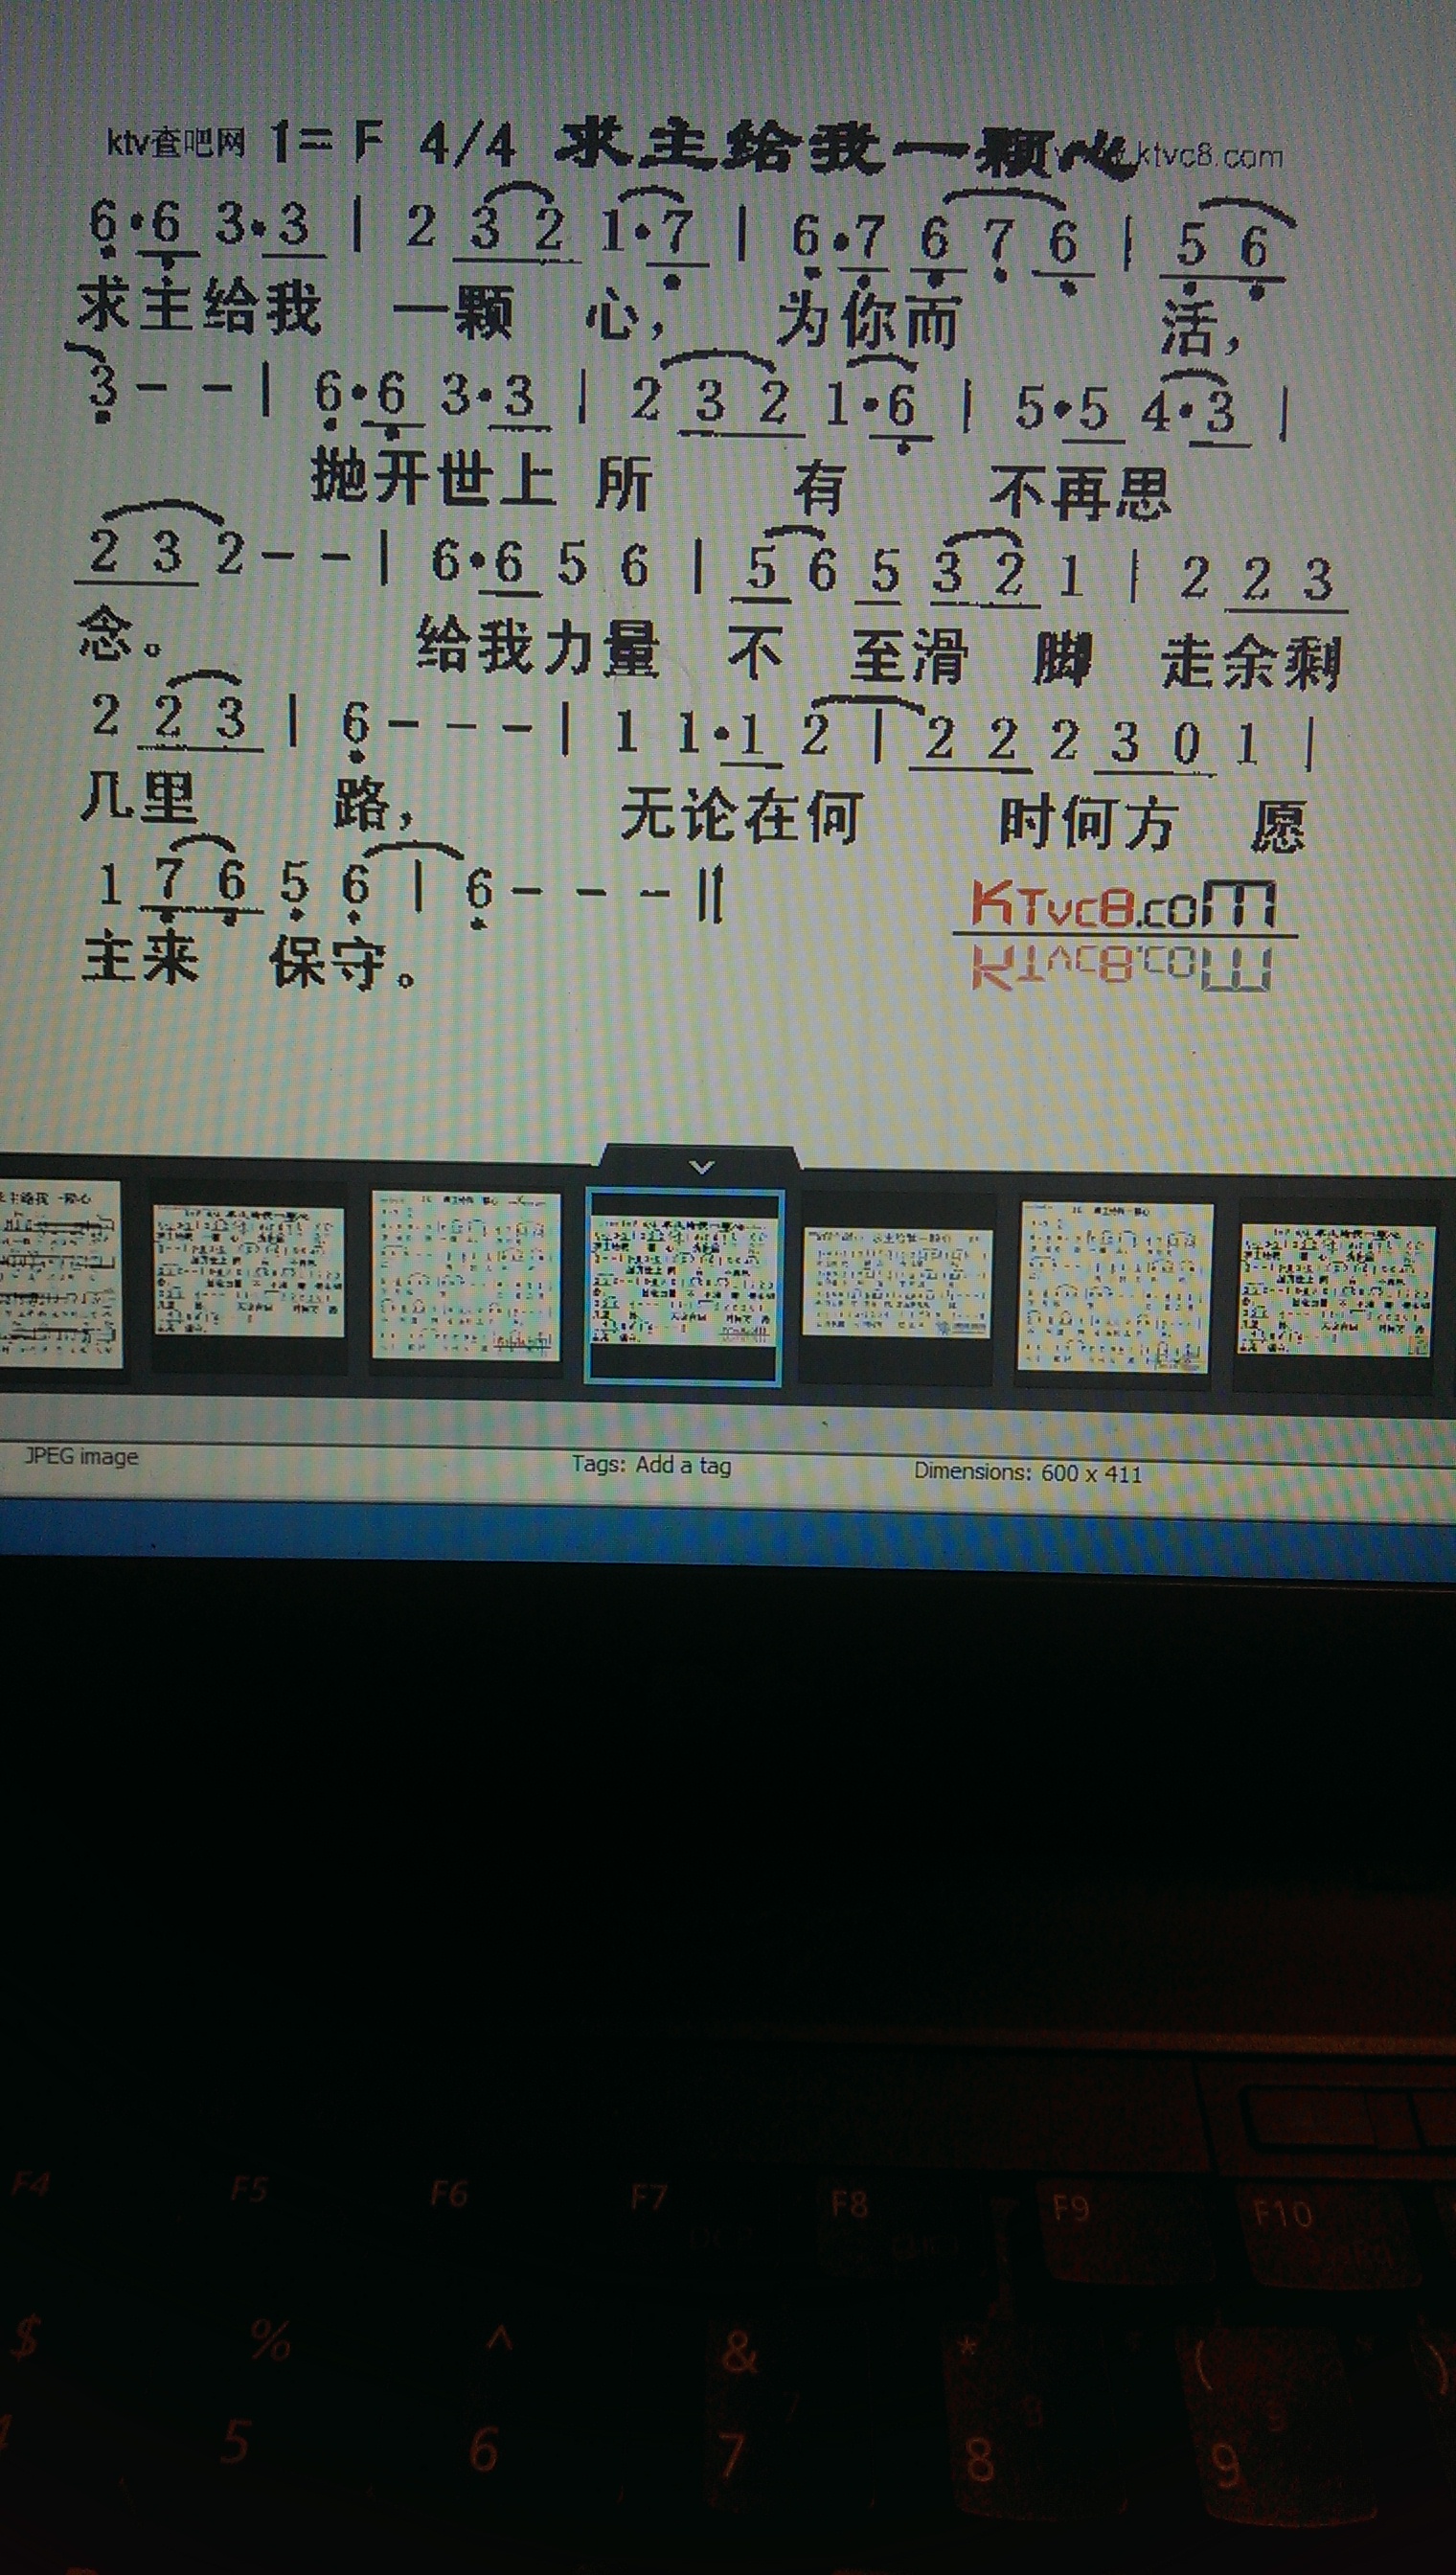 ktv查吧网 1= F 4/4 求主给我一颗心 .ktvc8.com
6·6 3·3 | 2 3 2 1·7 | 6·7 6 7 6 | 5 6
求主给我 一颗 心, 为你而 活,
3 - - | 6·6 3·3 | 2 3 2 1·6 | 5·5 4·3 |
抛开世上 所 有 不再思
2 3 2 - - | 6·6 5 6 | 5 6 5 3 2 1 | 2 2 3
念。 给我力量 不 至滑 脚 走余剩
2 2 3 | 6 - - - | 1 1·1 2 | 2 2 2 3 0 1 |
几里 路, 无论在何 时何方 愿
1 7 6 5 6 | 6 - - - ||
主来 保守。
KTvc8.com
JPEG image Tags: Add a tag Dimensions: 600 x 411
F4 F5 F6 F7 F8 F9 F10
$ % ^ & * ( )
5 6 7 8 9